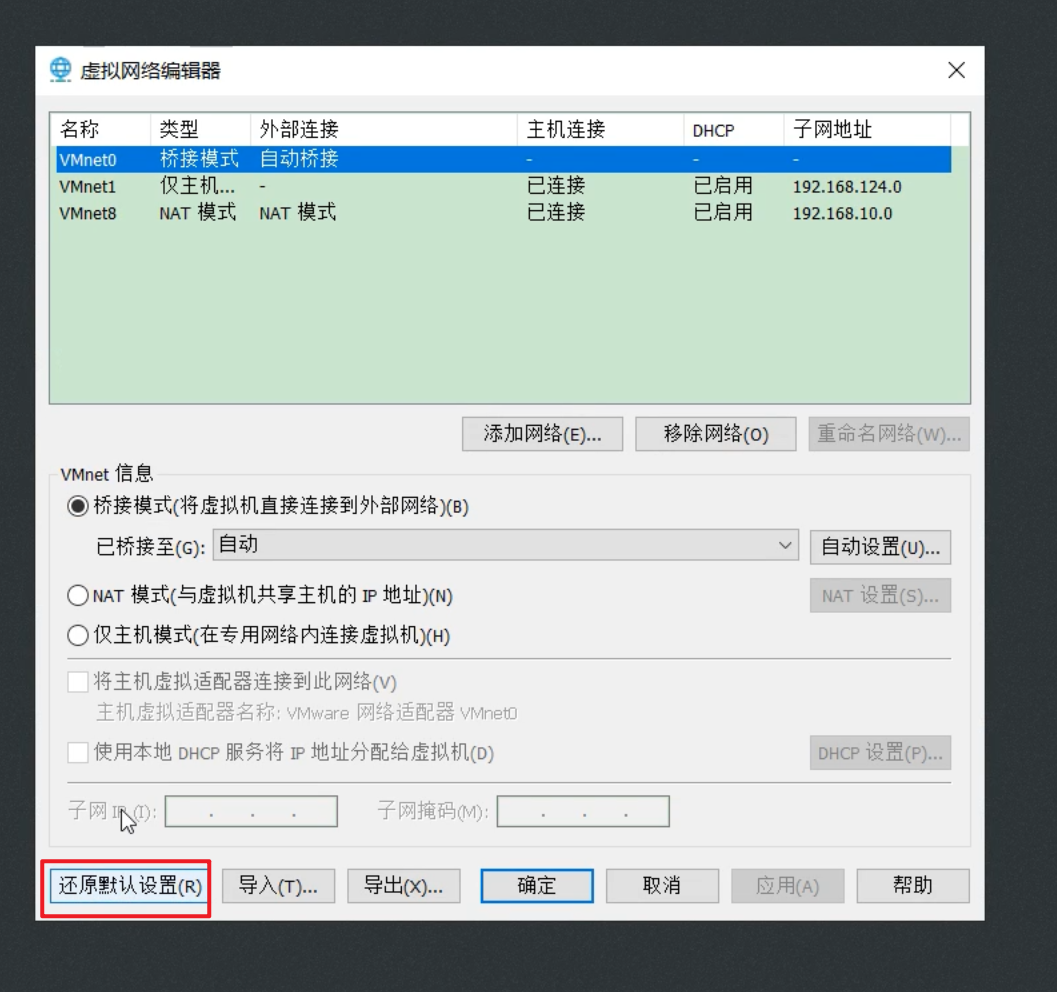 虚拟网络编辑器
名称 类型 外部连接 主机连接 DHCP 子网地址
VMnet0 桥接模式 自动桥接 - - -
VMnet1 仅主机... - 已连接 已启用 192.168.124.0
VMnet8 NAT 模式 NAT 模式 已连接 已启用 192.168.10.0
添加网络(E)... 移除网络(O) 重命名网络(W)...
VMnet 信息
桥接模式(将虚拟机直接连接到外部网络)(B)
已桥接至(G): 自动 自动设置(U)...
NAT 模式(与虚拟机共享主机的 IP 地址)(N) NAT 设置(S)...
仅主机模式(在专用网络内连接虚拟机)(H)
将主机虚拟适配器连接到此网络(V)
主机虚拟适配器名称: VMware 网络适配器 VMnet0
使用本地 DHCP 服务将 IP 地址分配给虚拟机(D) DHCP 设置(P)...
子网 IP (I): . . . 子网掩码(M): . . .
还原默认设置(R) 导入(T)... 导出(X)... 确定 取消 应用(A) 帮助